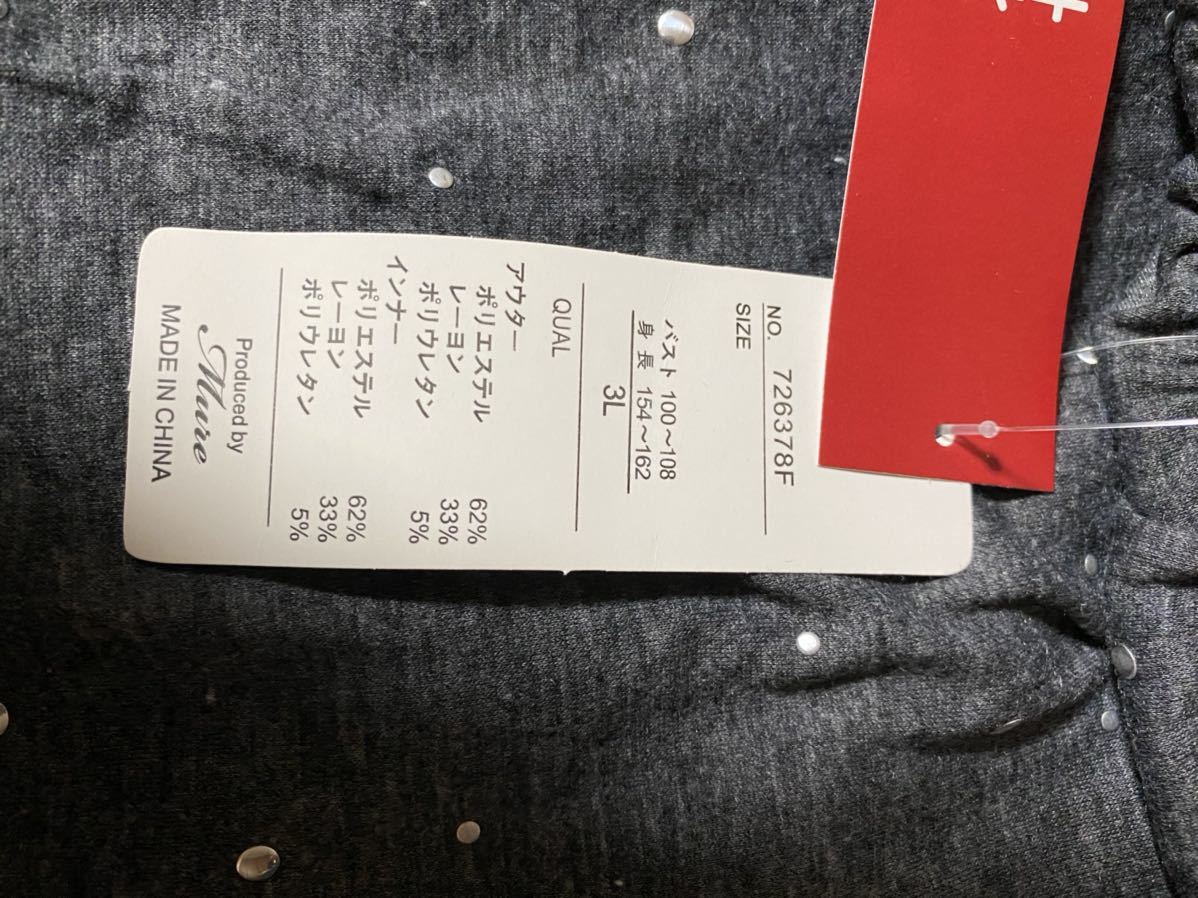 NO. 726378F
SIZE
バスト 100～108
身 長 154～162
3L
QUAL
アウター
ポリエステル 62%
レーヨン 33%
ポリウレタン 5%
インナー
ポリエステル 62%
レーヨン 33%
ポリウレタン 5%
Produced by
Mure
MADE IN CHINA